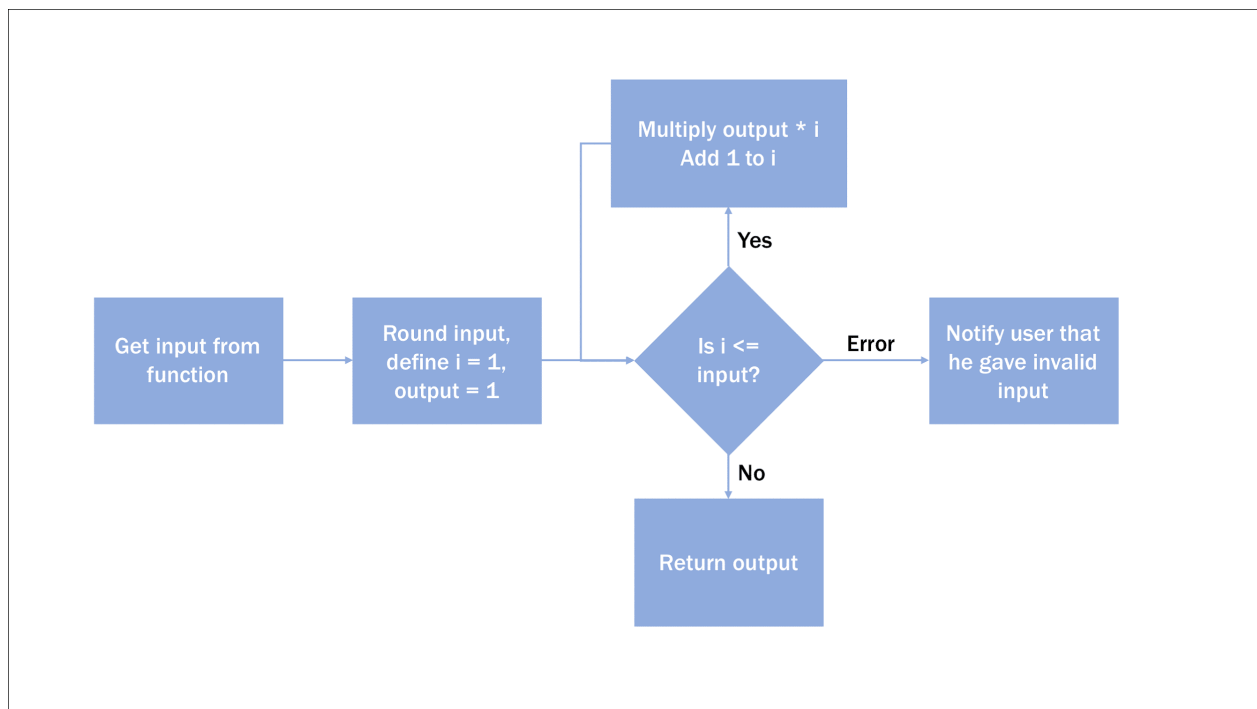 Multiply output * i
Add 1 to i
Yes
Get input from
function
Round input,
define i = 1,
output = 1
Is i <=
input?
Error
Notify user that
he gave invalid
input
No
Return output